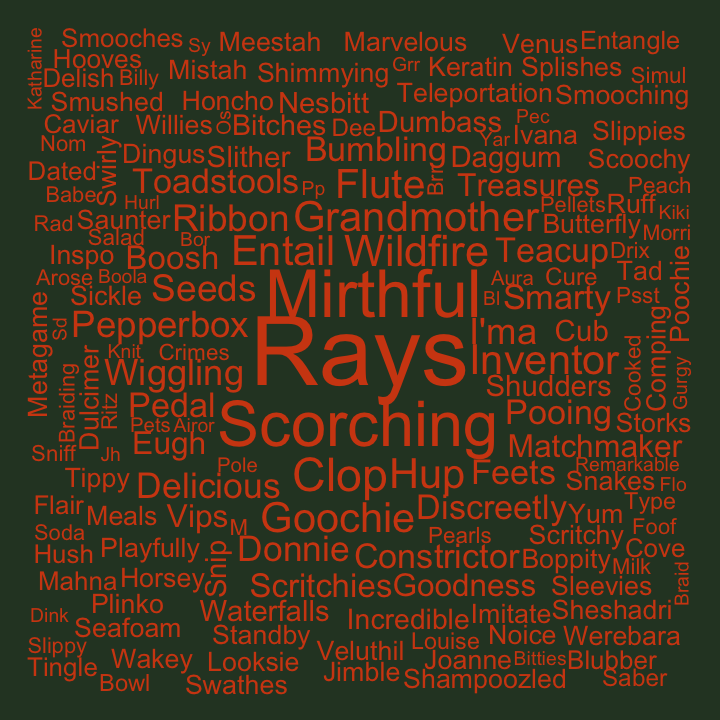 Katharine
Smooches Sy Meestah Marvelous Venus Entangle
Hooves
Delish Billy Mistah Shimmying Grr Keratin Splishes Simul
Smushed Honcho Nesbitt Teleportation Smooching
Caviar Willies Os Bitches Dee Dumbass Pec
Nom Yar Ivana Slippies
Swirly Dingus Slither Bumbling Daggum Scoochy
Dated Toadstools Pp Flute Brr Treasures Peach
Babe Hurl Pellets Ruff Kiki
Rad Saunter Ribbon Grandmother Butterfly Morri
Salad Bor
Inspo Boosh Entail Wildfire Teacup Drix
Arose Boola Aura Cure Tad Poochie
Sickle Seeds Mirthful Bl Smarty Psst
Metagame Sd Pepperbox I'ma Cub
Knit Crimes Rays Inventor Cooked Comping
Wiggling Shudders Gurgy
Braiding Dulcimer Ritz Pedal Pooing Storks
Pets Airor Scorching
Sniff Jh Eugh Matchmaker
Pole Remarkable
Tippy Delicious Clop Hup Feets Snakes Flo
Flair Meals Vips M Goochie Discreetly Yum Type
Soda Pearls Scritchy Foof
Hush Playfully Snip Donnie Constrictor Boppity Cove
Milk
Mahna Horsey Scritchies Goodness Sleevies Braid
Dink Plinko Waterfalls Incredible Imitate Sheshadri
Seafoam Standby Louise Noice Werebara
Slippy Veluthil
Tingle Wakey Looksie Joanne Bitties Blubber
Bowl Swathes Jimble Shampoozled Saber